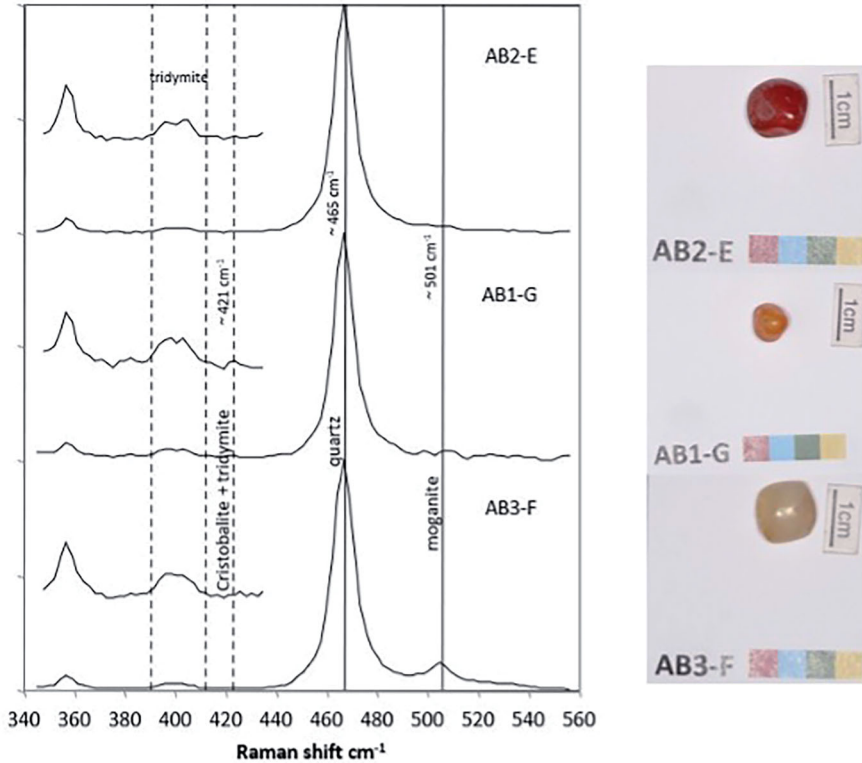 AB2-E
tridymite
~ 465 cm-1
~ 501 cm-1
~ 421 cm-1
AB1-G
quartz
Cristobalite + tridymite
moganite
AB3-F
340 360 380 400 420 440 460 480 500 520 540 560
Raman shift cm-1
1cm
AB2-E
1cm
AB1-G
1cm
AB3-F